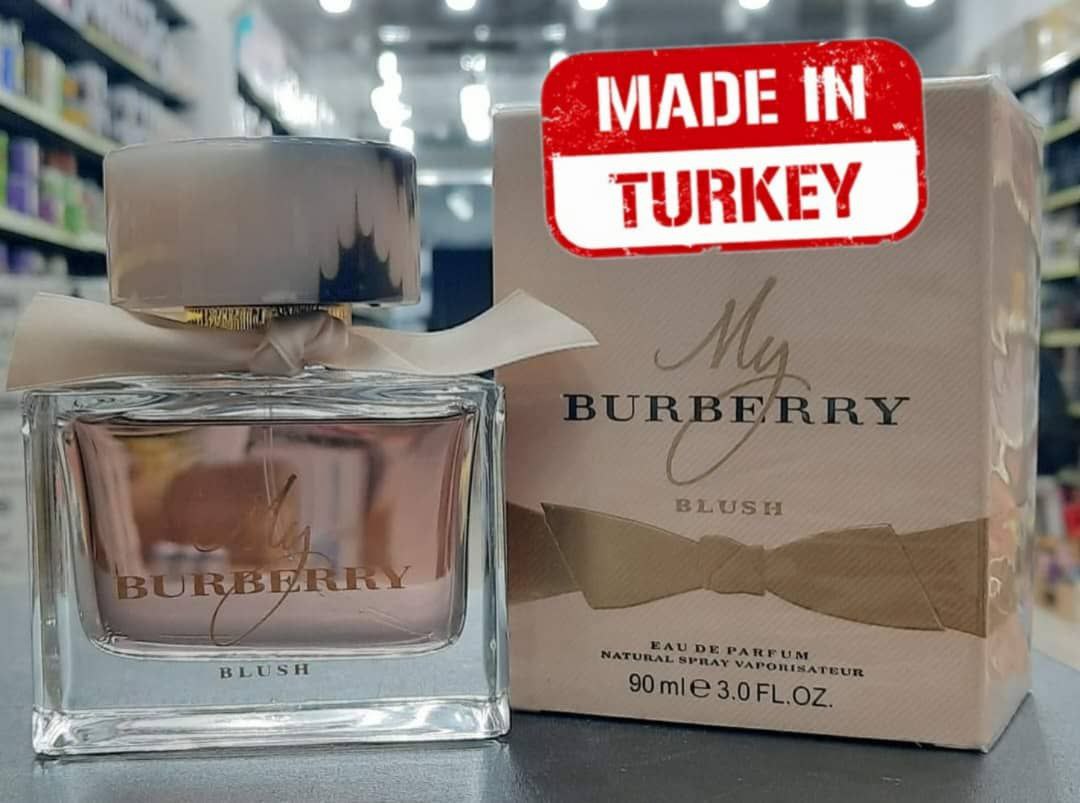 MADE IN
TURKEY
My
BURBERRY
BLUSH
EAU DE PARFUM
NATURAL SPRAY VAPORISATEUR
90 ml e 3.0 FL.OZ.
My
BURBERRY
BLUSH